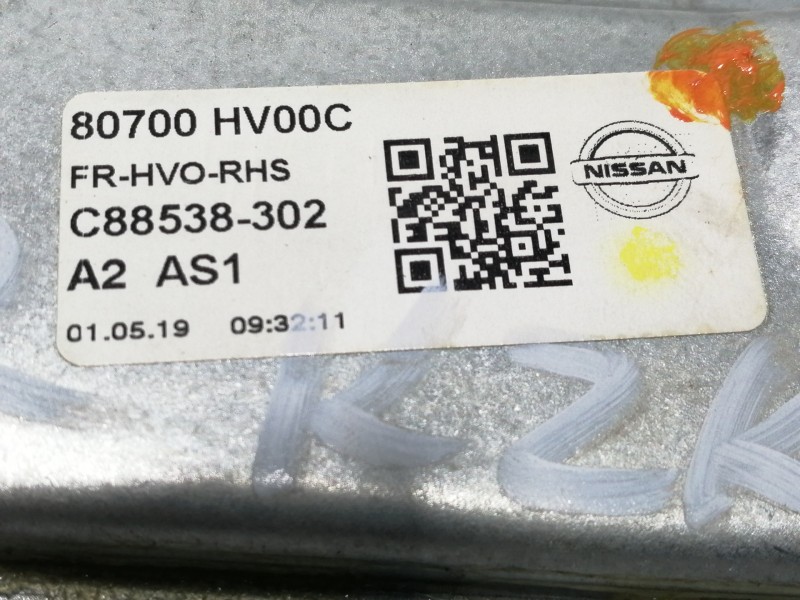 80700 HV00C
FR-HVO-RHS
C88538-302
A2 AS1
01.05.19 09:32:11
NISSAN